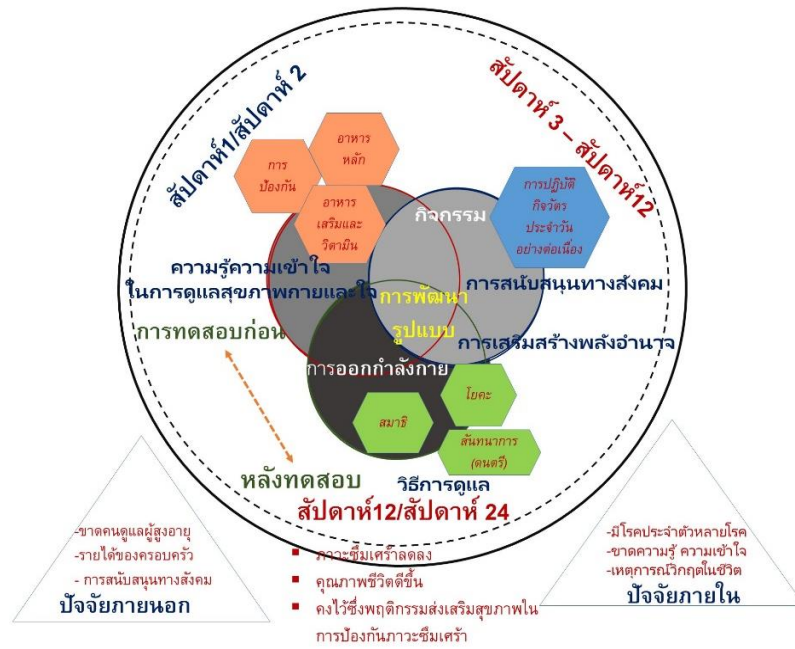 สัปดาห์1/สัปดาห์ 2
สัปดาห์ 3 – สัปดาห์12
อาหาร
หลัก
การ
ป้องกัน
อาหาร
เสริมและ
วิตามิน
การปฏิบัติ
กิจวัตร
ประจำวัน
อย่างต่อเนื่อง
กิจกรรม
ความรู้ความเข้าใจ
ในการดูแลสุขภาพกายและใจ
การสนับสนุนทางสังคม
การพัฒนา
รูปแบบ
การทดสอบก่อน
การเสริมสร้างพลังอำนาจ
การออกกำลังกาย
โยคะ
สมาธิ
สันทนาการ
(ดนตรี)
หลังทดสอบ
วิธีการดูแล
สัปดาห์12/สัปดาห์ 24
-ขาดคนดูแลผู้สูงอายุ
-รายได้ของครอบครัว
- การสนับสนุนทางสังคม
ปัจจัยภายนอก
▪ ภาวะซึมเศร้าลดลง
▪ คุณภาพชีวิตดีขึ้น
▪ คงไว้ซึ่งพฤติกรรมส่งเสริมสุขภาพใน
การป้องกันภาวะซึมเศร้า
-มีโรคประจำตัวหลายโรค
-ขาดความรู้ ความเข้าใจ
-เหตุการณ์วิกฤตในชีวิต
ปัจจัยภายใน